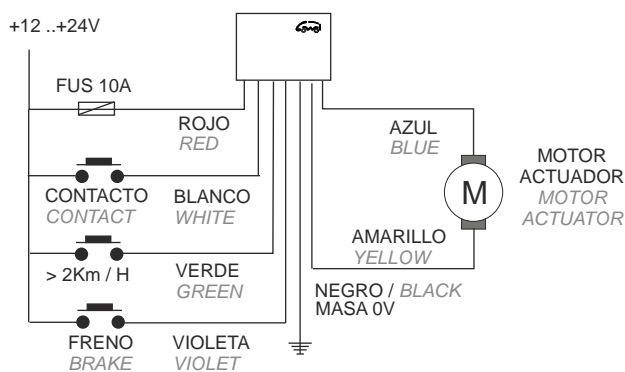 +12 ..+24V
FUS 10A
ROJO
RED
CONTACTO
CONTACT
BLANCO
WHITE
> 2Km / H
VERDE
GREEN
FRENO
BRAKE
VIOLETA
VIOLET
AZUL
BLUE
M
MOTOR
ACTUADOR
MOTOR
ACTUATOR
AMARILLO
YELLOW
NEGRO / BLACK
MASA 0V